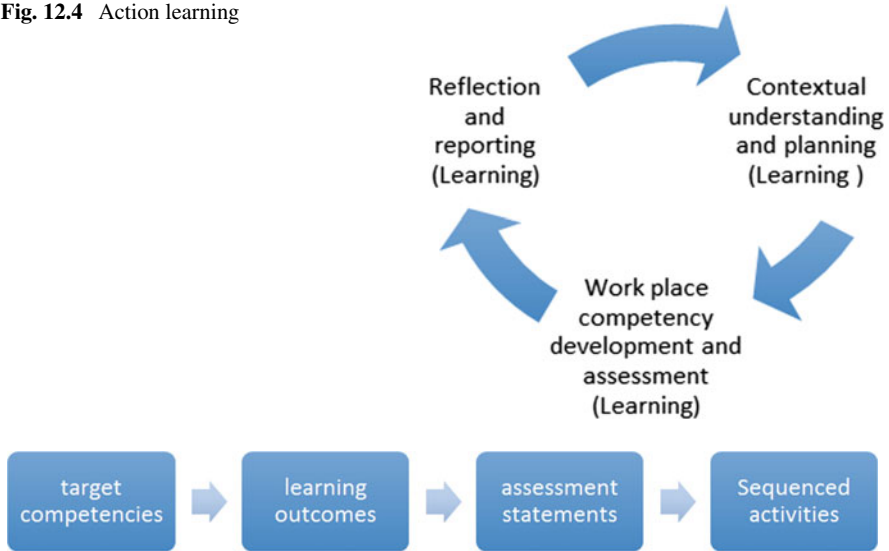 Fig. 12.4 Action learning
Reflection
and
reporting
(Learning)
Contextual
understanding
and planning
(Learning )
Work place
competency
development and
assessment
(Learning)
target
competencies
learning
outcomes
assessment
statements
Sequenced
activities